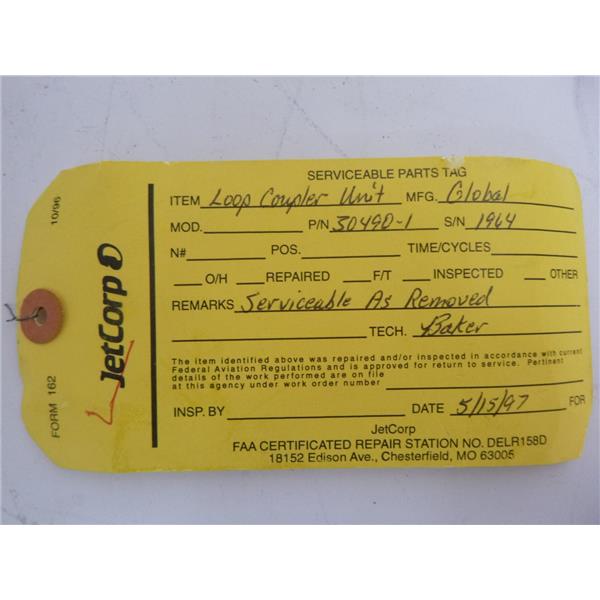 SERVICEABLE PARTS TAG
ITEM Loop Coupler Unit MFG. Global
MOD. P/N 30490-1 S/N 1964
N# POS. TIME/CYCLES
O/H REPAIRED F/T INSPECTED OTHER
REMARKS Serviceable As Removed
TECH. Baker
The item identified above was repaired and/or inspected in accordance with current
Federal Aviation Regulations and is approved for return to service. Pertinent
details of the work performed are on file
at this agency under work order number
INSP. BY DATE 5/15/97 FOR
JetCorp
FAA CERTIFICATED REPAIR STATION NO. DELR158D
18152 Edison Ave., Chesterfield, MO 63005
JetCorp
FORM 162
10/96